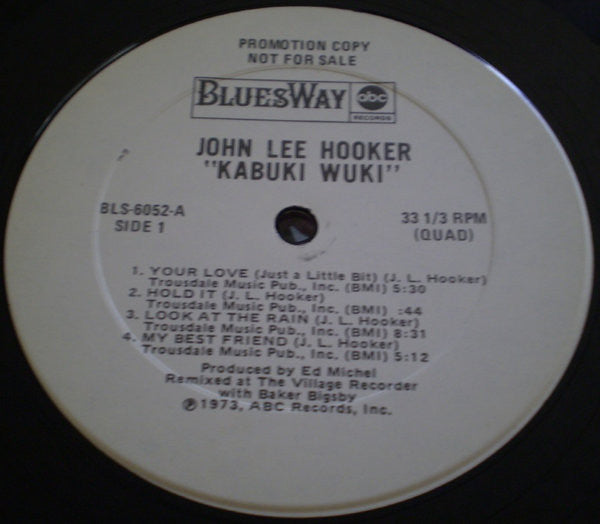 PROMOTION COPY
NOT FOR SALE
BLUESWAY abc
RECORDS
JOHN LEE HOOKER
"KABUKI WUKI"
BLS-6052-A
SIDE 1
33 1/3 RPM
(QUAD)
1. YOUR LOVE (Just a Little Bit) (J. L. Hooker)
Trousdale Music Pub., Inc. (BMI) 5:30
2. HOLD IT (J. L. Hooker)
Trousdale Music Pub., Inc. (BMI) :44
3. LOOK AT THE RAIN (J. L. Hooker)
Trousdale Music Pub., Inc. (BMI) 8:31
4. MY BEST FRIEND (J. L. Hooker)
Trousdale Music Pub., Inc. (BMI) 5:12
Produced by Ed Michel
Remixed at The Village Recorder
with Baker Bigsby
℗1973, ABC Records, Inc.